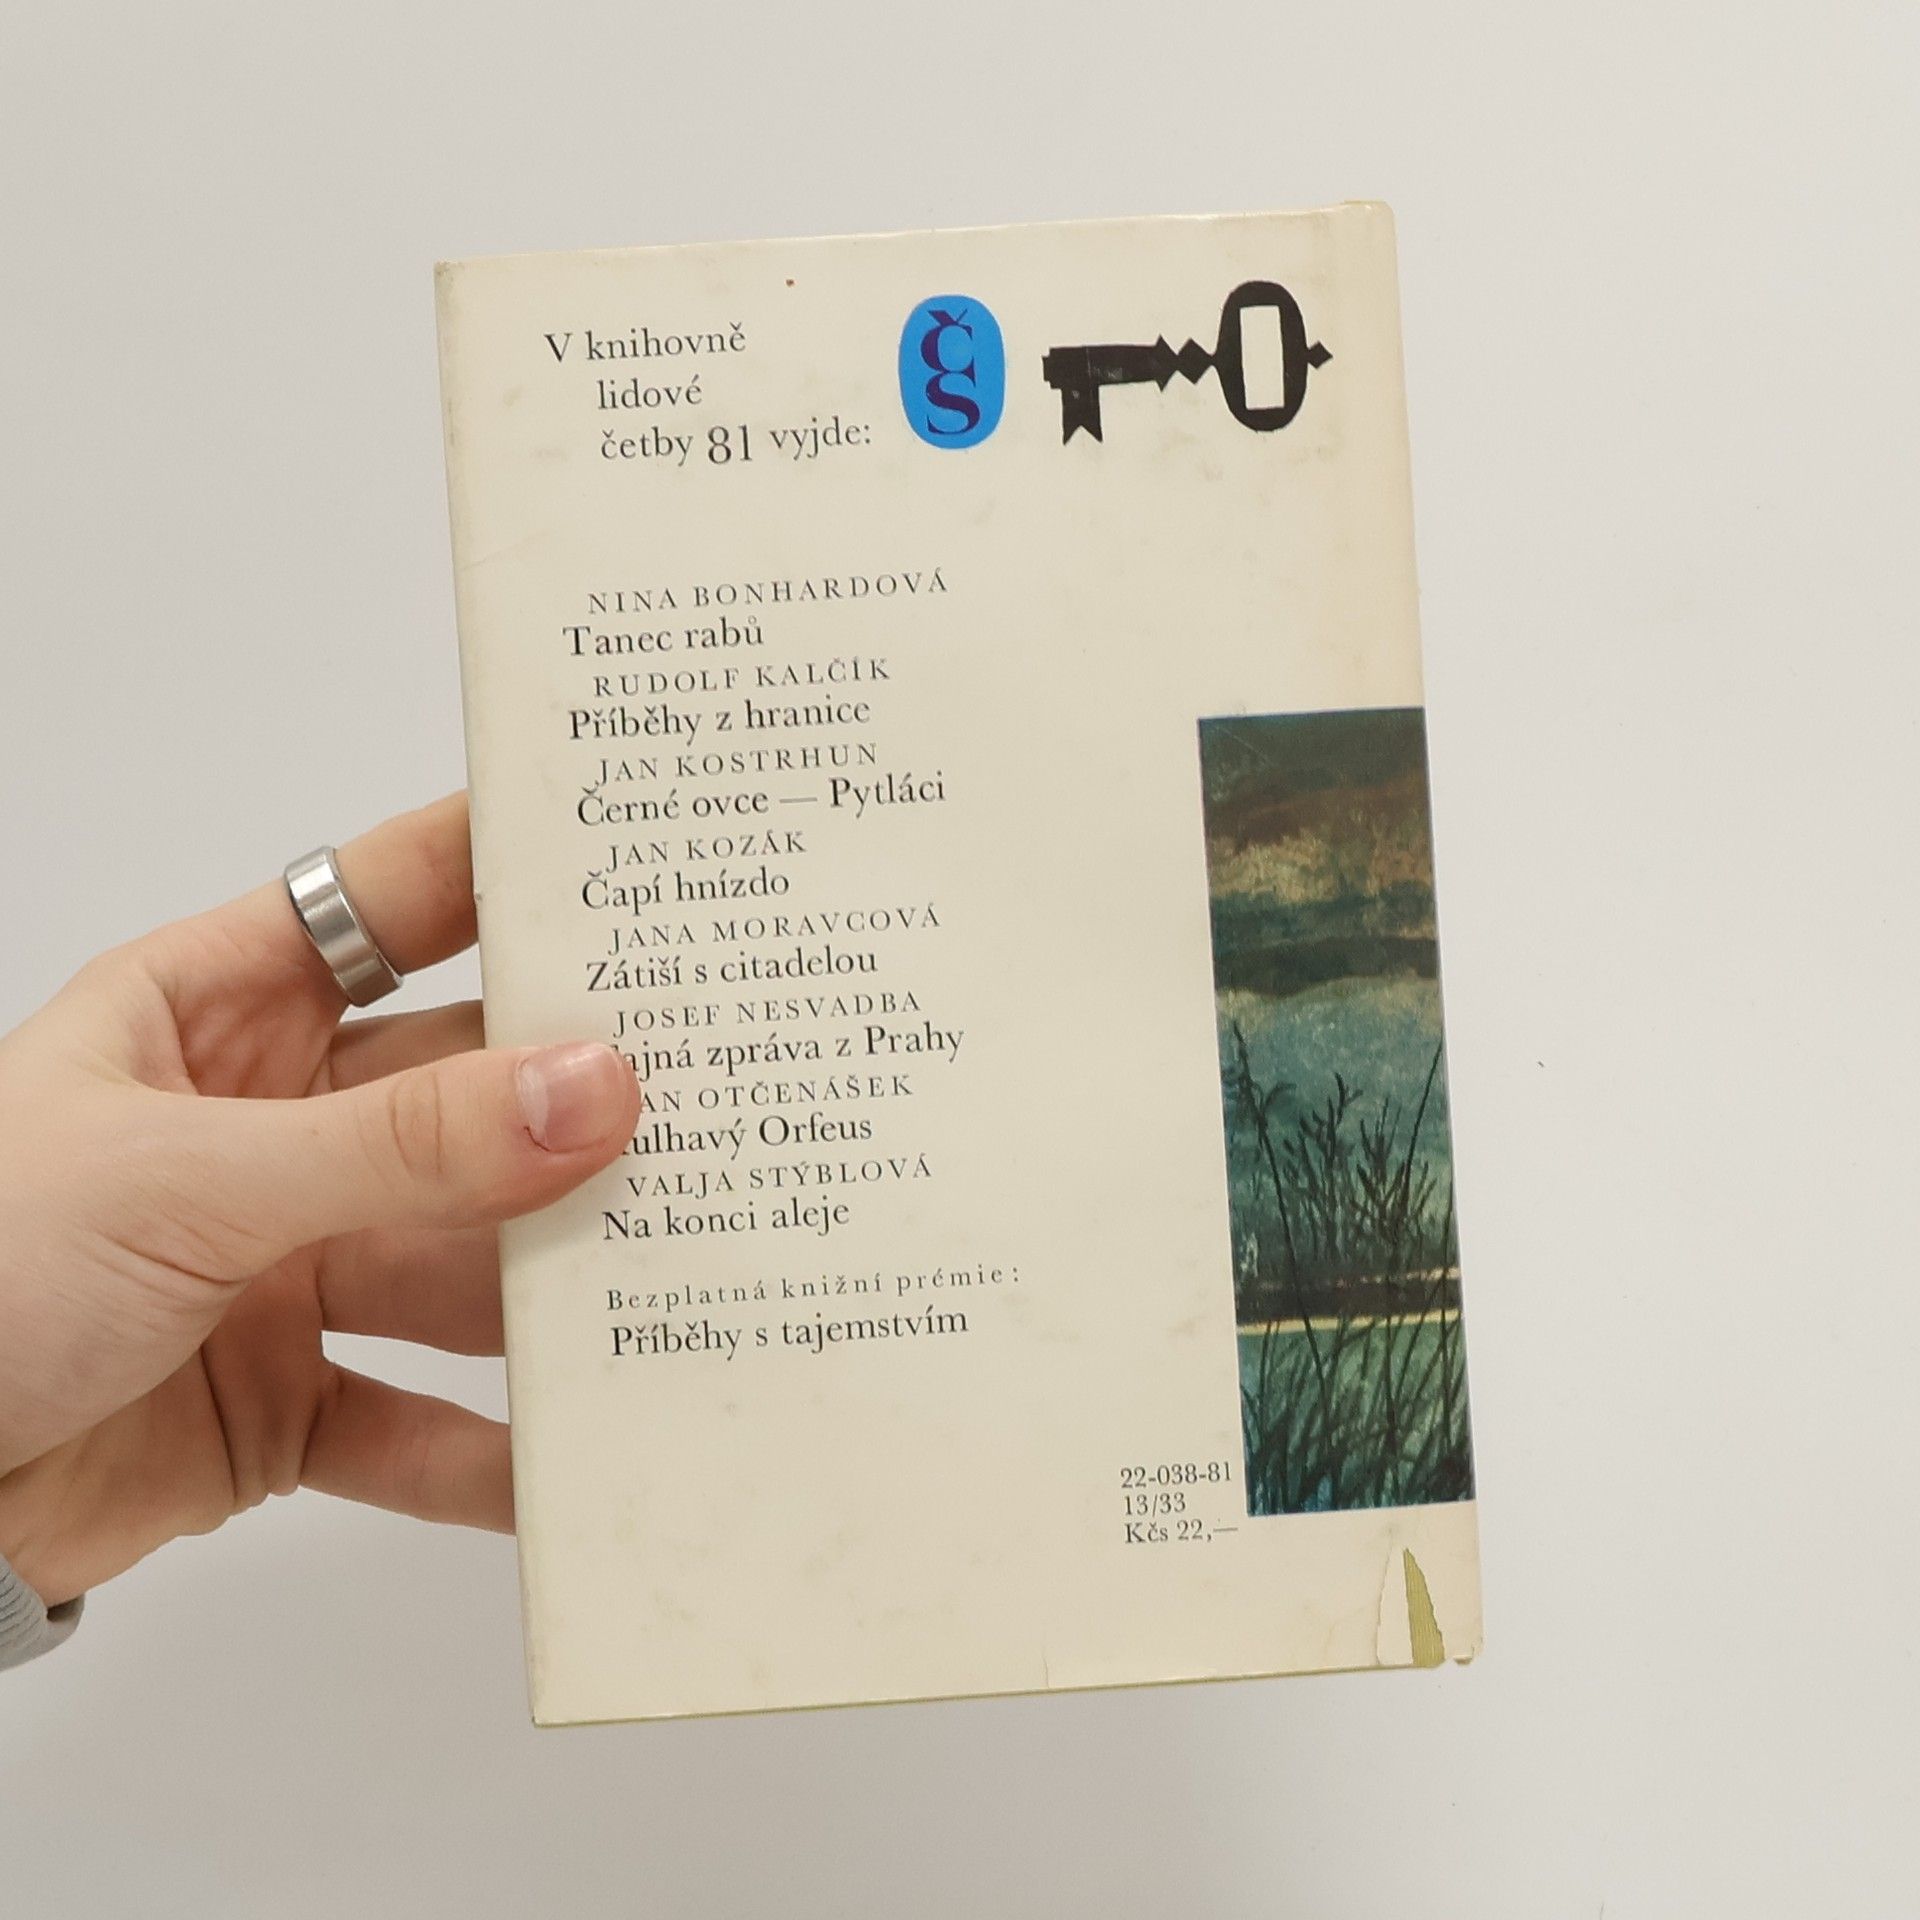 V knihovně
lidové
četby 81 vyjde:
Č
S
NINA BONHARDOVÁ
Tanec rabů
RUDOLF KALČÍK
Příběhy z hranice
JAN KOSTRHUN
Černé ovce — Pytláci
JAN KOZÁK
Čapí hnízdo
JANA MORAVCOVÁ
Zátiší s citadelou
JOSEF NESVADBA
zpráva z Prahy
OTČENÁŠEK
Orfeus
VALJA STÝBLOVÁ
Na konci aleje
Bezplatná knižní prémie:
Příběhy s tajemstvím
22-038-81
13/33
Kčs 22,—